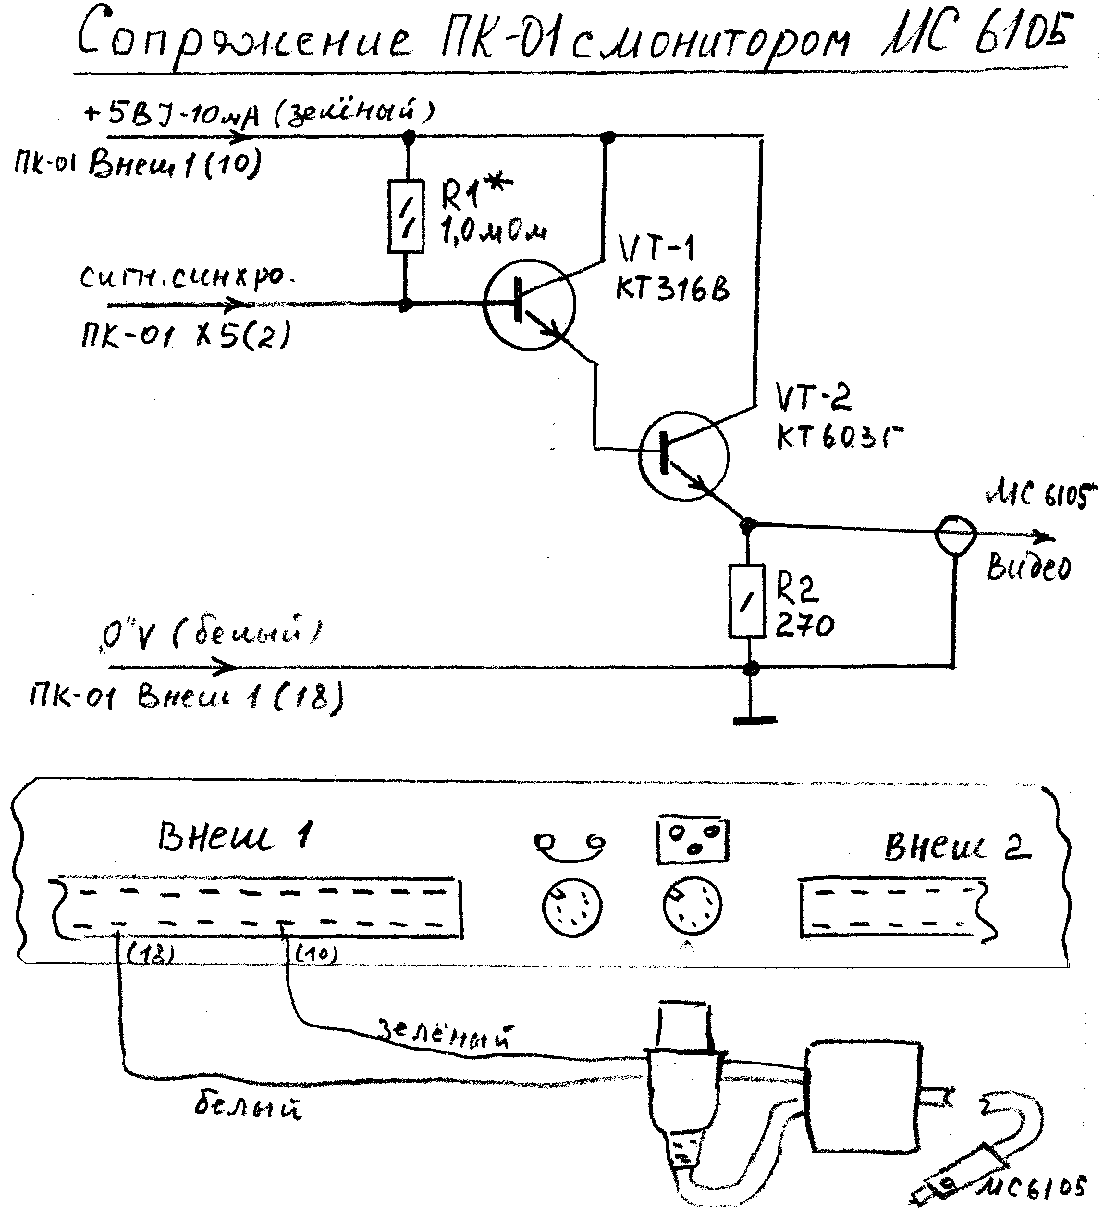 Сопряжение ПК-01 с монитором МС 6105
+5В I-10мА (зелёный)
ПК-01 Внеш 1 (10)
R1*
1,0 мОм
VT-1
КТ316В
сигн. синхро.
ПК-01 X5(2)
VT-2
КТ603Г
МС 6105
Видео
R2
270
„0"V (белый)
ПК-01 Внеш 1 (18)
Внеш 1
Внеш 2
(18)
(10)
зелёный
белый
МС6105